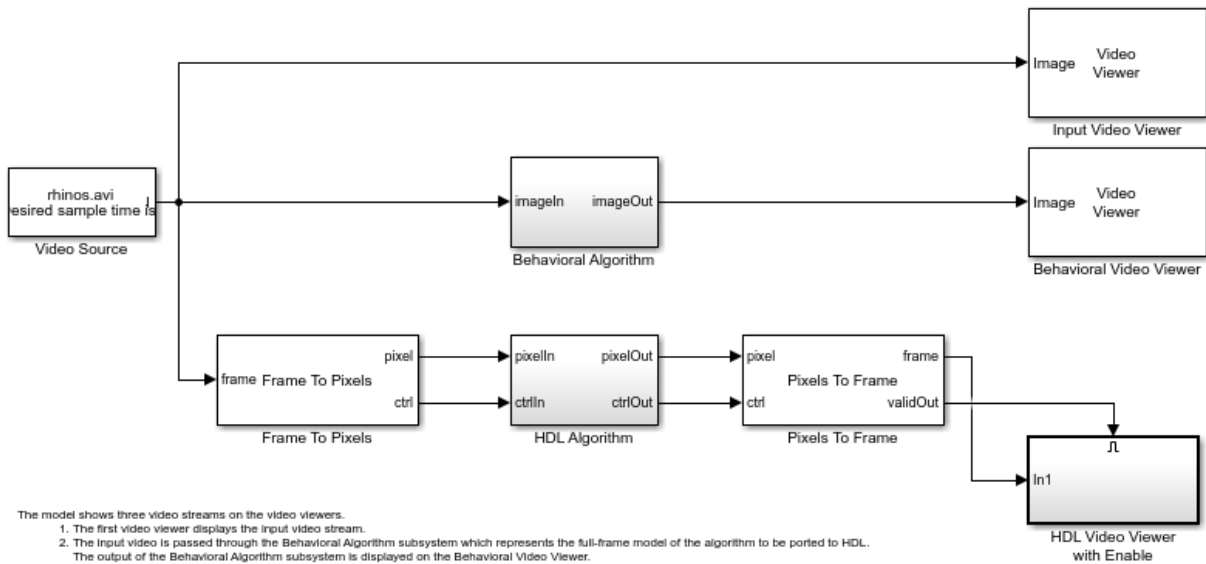 Image
Video
Viewer
Input Video Viewer
rhinos.avi
esired sample time is
I
Video Source
imageIn
imageOut
Behavioral Algorithm
Image
Video
Viewer
Behavioral Video Viewer
frame
Frame To Pixels
pixel
ctrl
Frame To Pixels
pixelIn
ctrlIn
pixelOut
ctrlOut
HDL Algorithm
pixel
ctrl
Pixels To Frame
frame
validOut
Pixels To Frame
In1
HDL Video Viewer
with Enable
The model shows three video streams on the video viewers.
1. The first video viewer displays the input video stream.
2. The input video is passed through the Behavioral Algorithm subsystem which represents the full-frame model of the algorithm to be ported to HDL.
The output of the Behavioral Algorithm subsystem is displayed on the Behavioral Video Viewer.